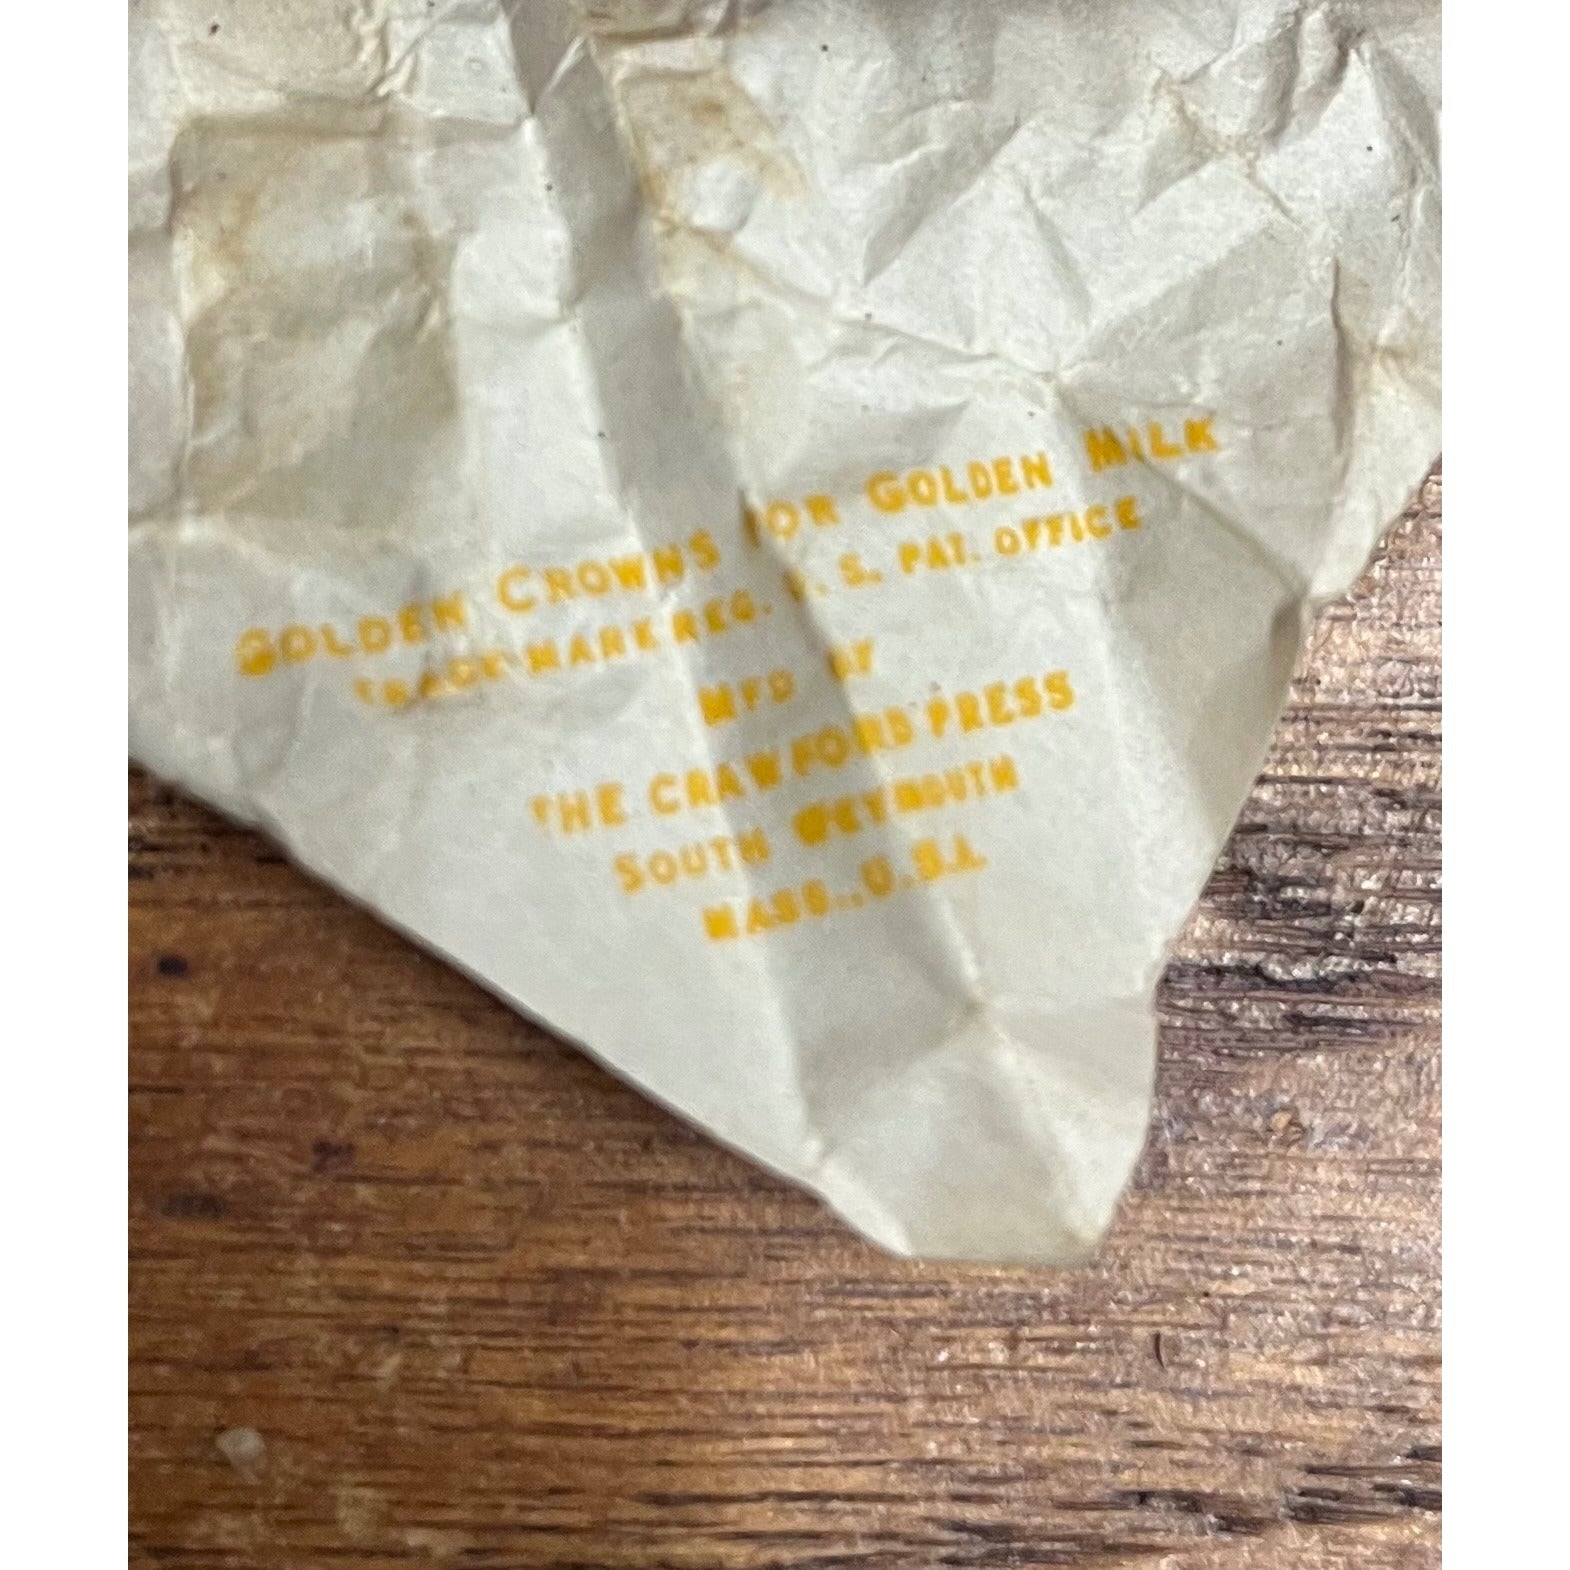 GOLDEN CROWNS FOR GOLDEN MILK
TRADE MARK REG. U. S. PAT. OFFICE
MFD BY
THE CRAWFORD PRESS
SOUTH WEYMOUTH
MASS., U.S.A.